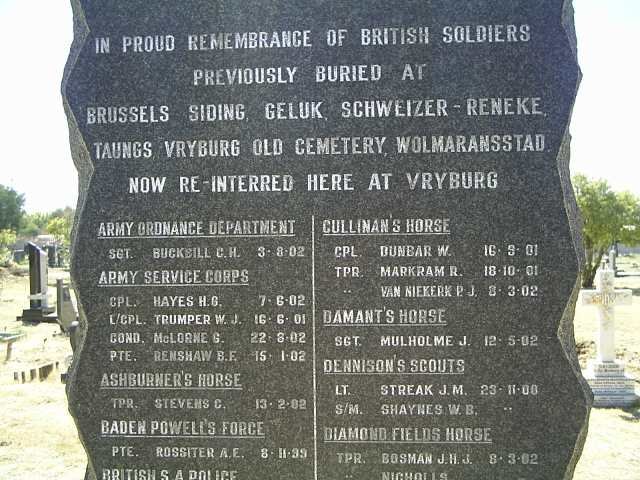 IN PROUD REMEMBRANCE OF BRITISH SOLDIERS
PREVIOUSLY BURIED AT
BRUSSELS SIDING, GELUK, SCHWEIZER-RENEKE,
TAUNGS, VRYBURG OLD CEMETERY, WOLMARANSSTAD
NOW RE-INTERRED HERE AT VRYBURG
ARMY ORDNANCE DEPARTMENT
SGT. BUCKBILL C.H. 3-8-02
ARMY SERVICE CORPS
CPL. HAYES H.G. 7-6-02
L/CPL. TRUMPER W.J. 16-6-01
COND. McLORNE G. 22-8-02
PTE. RENSHAW B.F. 15-1-02
ASHBURNER'S HORSE
TPR. STEVENS C. 13-2-02
BADEN POWELL'S FORCE
PTE. ROSSITER A.E. 8-11-99
BRITISH S.A. POLICE
CULLINAN'S HORSE
CPL. DUNBAR W. 16-9-01
TPR. MARKRAM R. 18-10-01
" VAN NIEKERK P.J. 8-3-02
DAMANT'S HORSE
SGT. MULHOLME J. 12-5-02
DENNISON'S SCOUTS
LT. STREAK J.M. 23-11-00
S/M. SHAYNES W.B. "
DIAMOND FIELDS HORSE
TPR. BOSMAN J.H.J. 8-3-02
" NICHOLLS